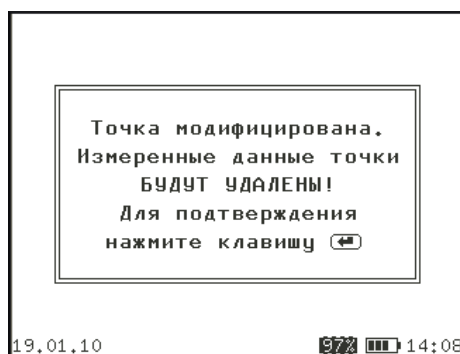 Точка модифицирована.
Измеренные данные точки
БУДУТ УДАЛЕНЫ!
Для подтверждения
нажмите клавишу
19.01.10 97% 14:08